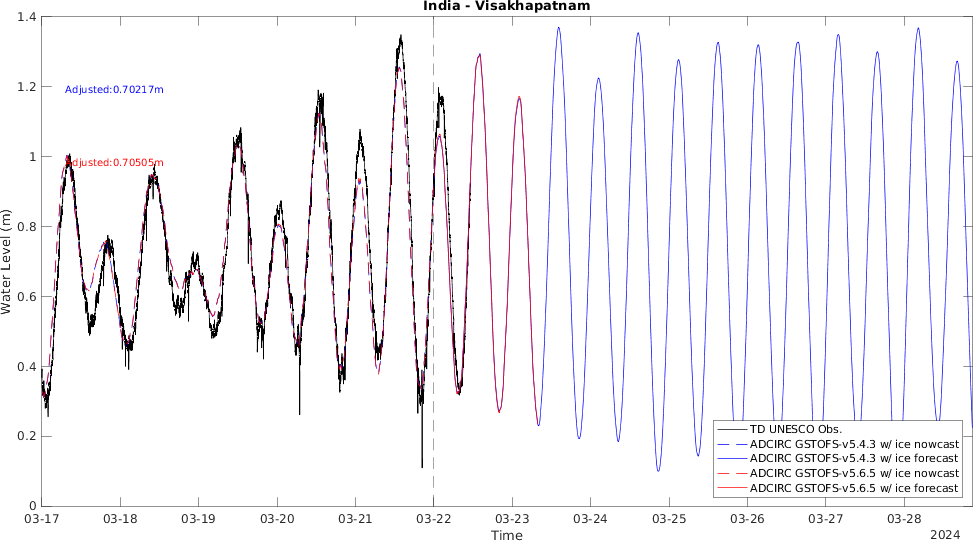 India - Visakhapatnam
1.4
1.2
1
0.8
0.6
0.4
0.2
0
Water Level (m)
Adjusted:0.70217m
Adjusted:0.70505m
TD UNESCO Obs.
ADCIRC GSTOFS-v5.4.3 w/ ice nowcast
ADCIRC GSTOFS-v5.4.3 w/ ice forecast
ADCIRC GSTOFS-v5.6.5 w/ ice nowcast
ADCIRC GSTOFS-v5.6.5 w/ ice forecast
03-17 03-18 03-19 03-20 03-21 03-22 03-23 03-24 03-25 03-26 03-27 03-28
Time
2024